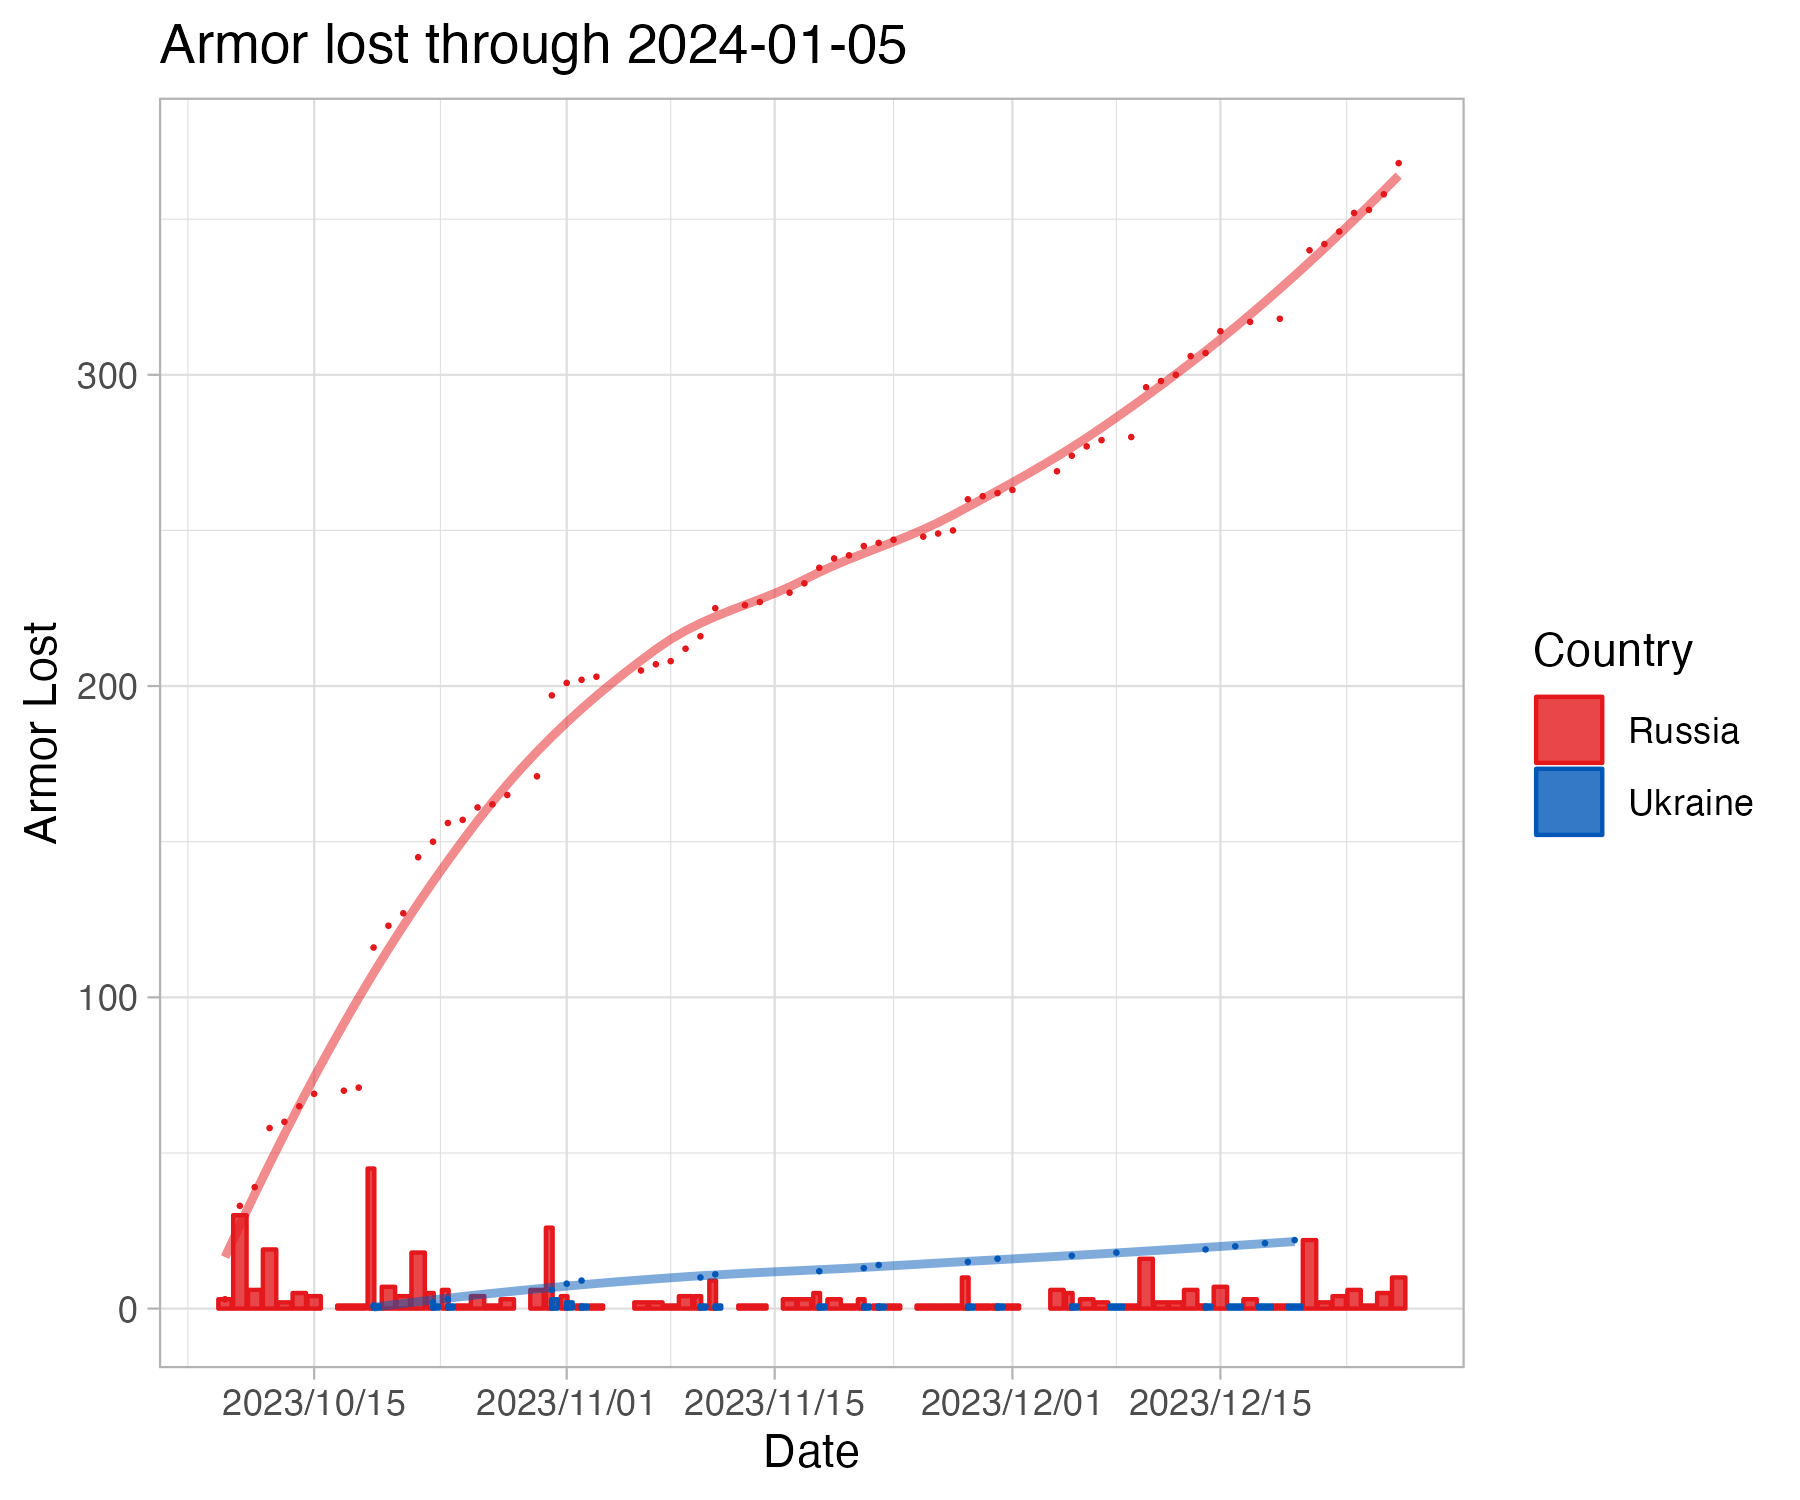 Armor lost through 2024-01-05
Armor Lost
300
200
100
0
2023/10/15
2023/11/01
2023/11/15
2023/12/01
2023/12/15
Date
Country
Russia
Ukraine